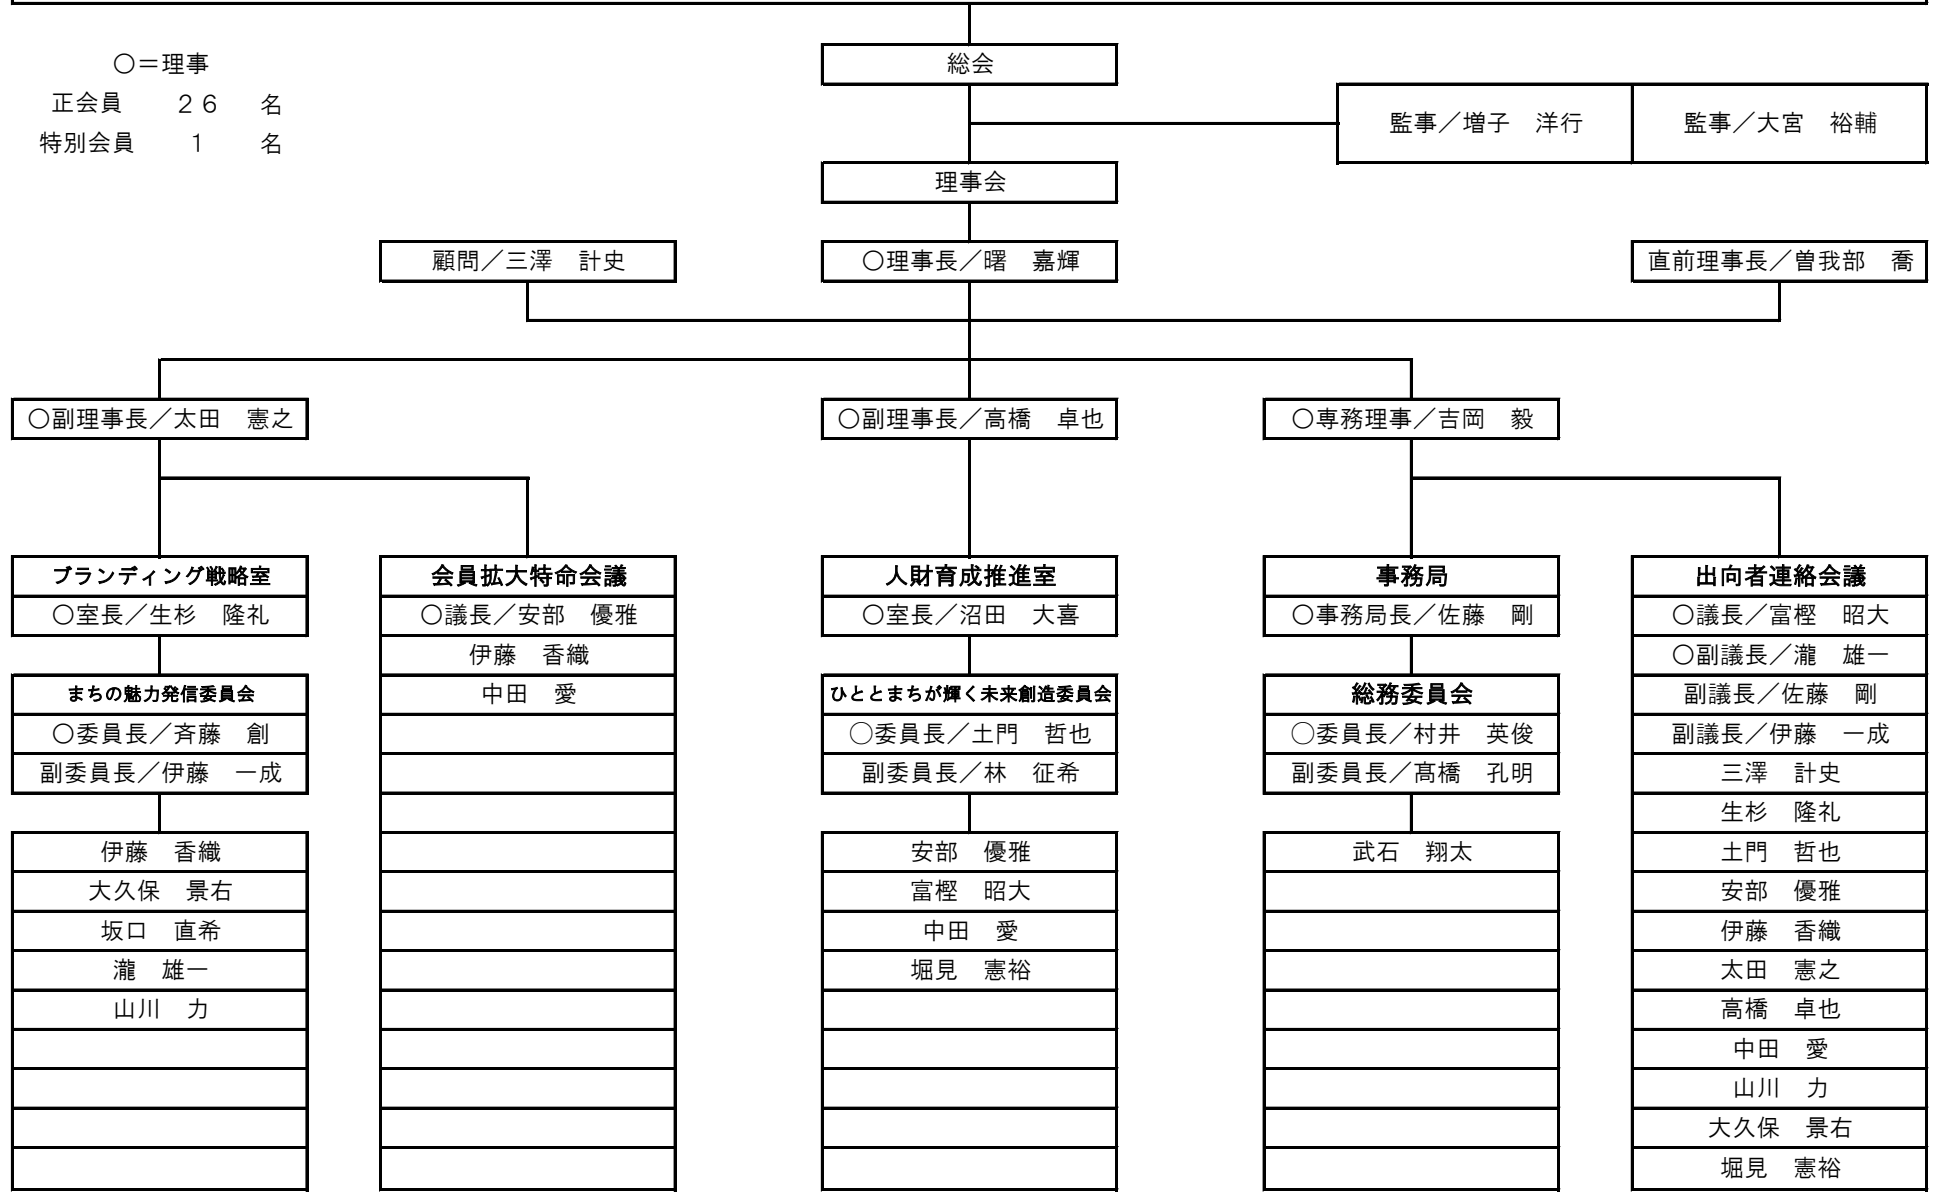 総会
○=理事
正会員　26　名
特別会員　1　名
監事／増子　洋行
監事／大宮　裕輔
理事会
顧問／三澤　計史
○理事長／曙　嘉輝
直前理事長／曽我部　喬
○副理事長／太田　憲之
○副理事長／高橋　卓也
○専務理事／吉岡　毅
ブランディング戦略室
○室長／生杉　隆礼
まちの魅力発信委員会
○委員長／斉藤　創
副委員長／伊藤　一成
伊藤　香織
大久保　景右
坂口　直希
瀧　雄一
山川　力
会員拡大特命会議
○議長／安部　優雅
伊藤　香織
中田　愛
人財育成推進室
○室長／沼田　大喜
ひととまちが輝く未来創造委員会
○委員長／土門　哲也
副委員長／林　征希
安部　優雅
富樫　昭大
中田　愛
堀見　憲裕
事務局
○事務局長／佐藤　剛
総務委員会
○委員長／村井　英俊
副委員長／髙橋　孔明
武石　翔太
出向者連絡会議
○議長／富樫　昭大
○副議長／瀧　雄一
副議長／佐藤　剛
副議長／伊藤　一成
三澤　計史
生杉　隆礼
土門　哲也
安部　優雅
伊藤　香織
太田　憲之
高橋　卓也
中田　愛
山川　力
大久保　景右
堀見　憲裕